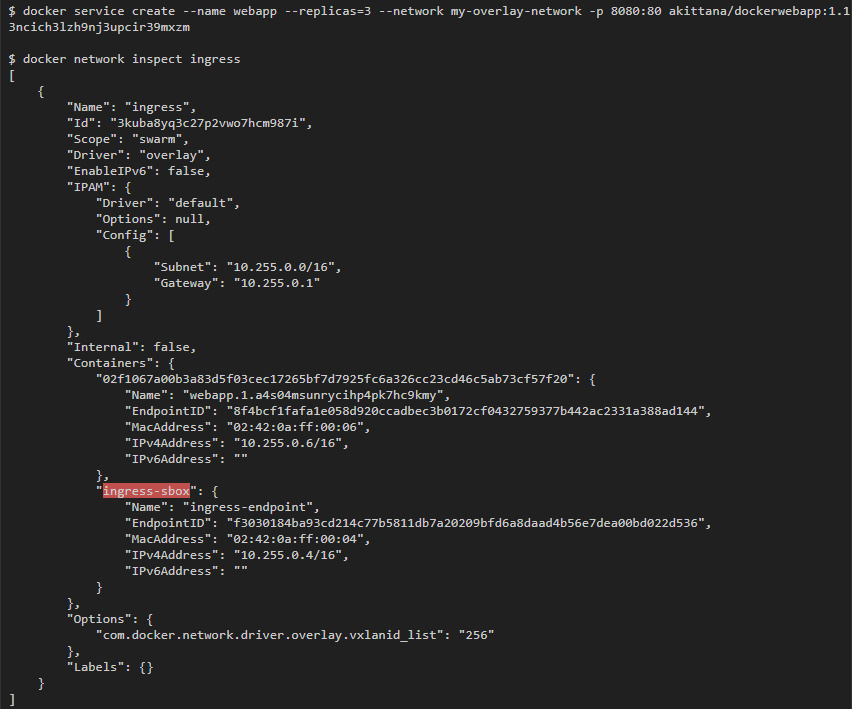 $ docker service create --name webapp --replicas=3 --network my-overlay-network -p 8080:80 akittana/dockerwebapp:1.1
3ncich3lzh9nj3upcir39mxzm
$ docker network inspect ingress
[
    {
        "Name": "ingress",
        "Id": "3kuba8yq3c27p2vwo7hcm987i",
        "Scope": "swarm",
        "Driver": "overlay",
        "EnableIPv6": false,
        "IPAM": {
            "Driver": "default",
            "Options": null,
            "Config": [
                {
                    "Subnet": "10.255.0.0/16",
                    "Gateway": "10.255.0.1"
                }
            ]
        },
        "Internal": false,
        "Containers": {
            "02f1067a00b3a83d5f03cec17265bf7d7925fc6a326cc23cd46c5ab73cf57f20": {
                "Name": "webapp.1.a4s04msunrycihp4pk7hc9kmy",
                "EndpointID": "8f4bcf1fafa1e058d920ccadbec3b0172cf0432759377b442ac2331a388ad144",
                "MacAddress": "02:42:0a:ff:00:06",
                "IPv4Address": "10.255.0.6/16",
                "IPv6Address": ""
            },
            "ingress-sbox": {
                "Name": "ingress-endpoint",
                "EndpointID": "f3030184ba93cd214c77b5811db7a20209bfd6a8daad4b56e7dea00bd022d536",
                "MacAddress": "02:42:0a:ff:00:04",
                "IPv4Address": "10.255.0.4/16",
                "IPv6Address": ""
            }
        },
        "Options": {
            "com.docker.network.driver.overlay.vxlanid_list": "256"
        },
        "Labels": {}
    }
]